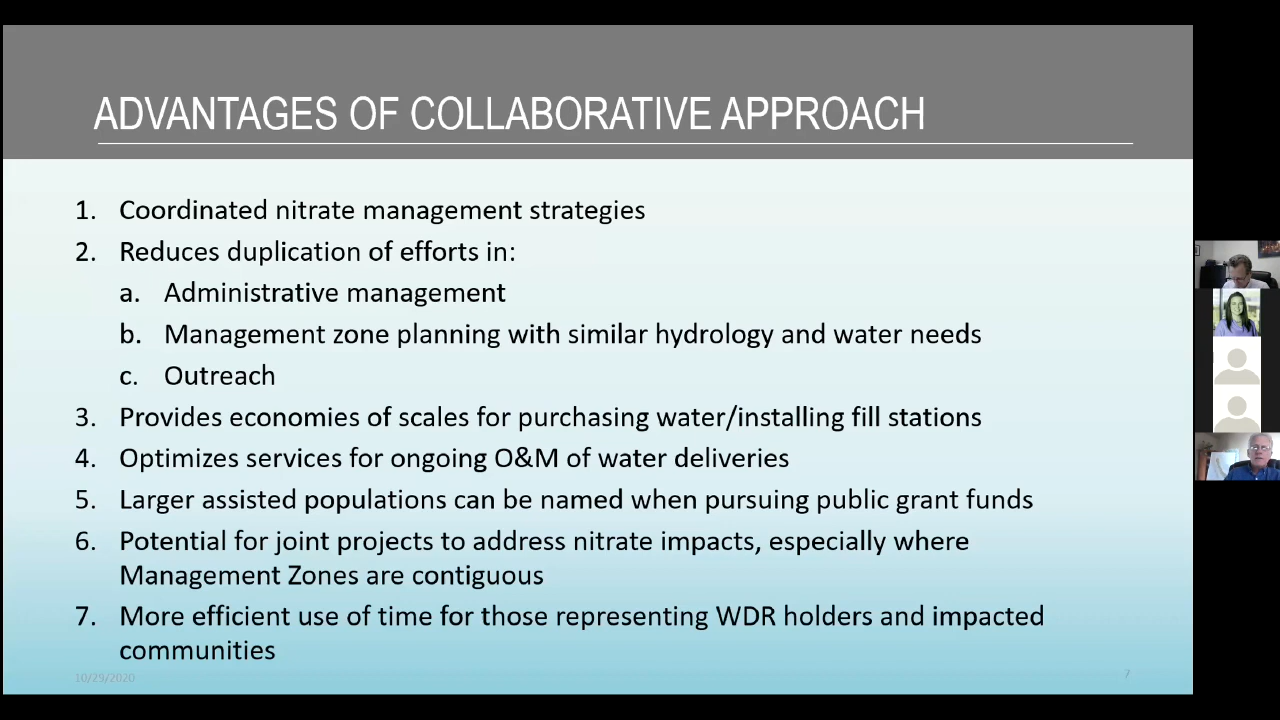 ADVANTAGES OF COLLABORATIVE APPROACH
1. Coordinated nitrate management strategies
2. Reduces duplication of efforts in:
a. Administrative management
b. Management zone planning with similar hydrology and water needs
c. Outreach
3. Provides economies of scales for purchasing water/installing fill stations
4. Optimizes services for ongoing O&M of water deliveries
5. Larger assisted populations can be named when pursuing public grant funds
6. Potential for joint projects to address nitrate impacts, especially where
Management Zones are contiguous
7. More efficient use of time for those representing WDR holders and impacted
communities
10/29/2020
7